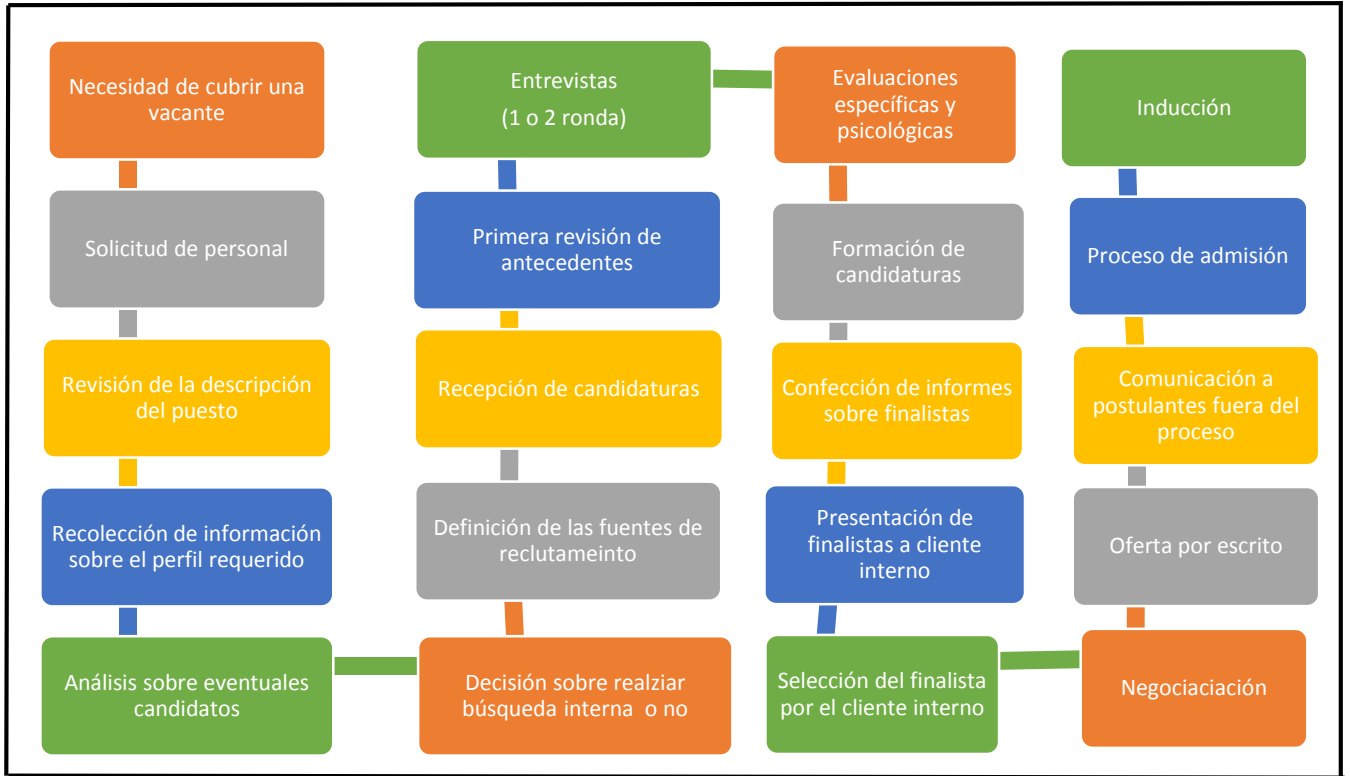 Necesidad de cubrir una
vacante
Solicitud de personal
Revisión de la descripción
del puesto
Recolección de información
sobre el perfil requerido
Análisis sobre eventuales
candidatos
Decisión sobre realziar
búsqueda interna o no
Definición de las fuentes de
reclutameinto
Recepción de candidaturas
Primera revisión de
antecedentes
Entrevistas
(1 o 2 ronda)
Evaluaciones
específicas y
psicológicas
Formación de
candidaturas
Confección de informes
sobre finalistas
Presentación de
finalistas a cliente
interno
Selección del finalista
por el cliente interno
Negociaciación
Oferta por escrito
Comunicación a
postulantes fuera del
proceso
Proceso de admisión
Inducción